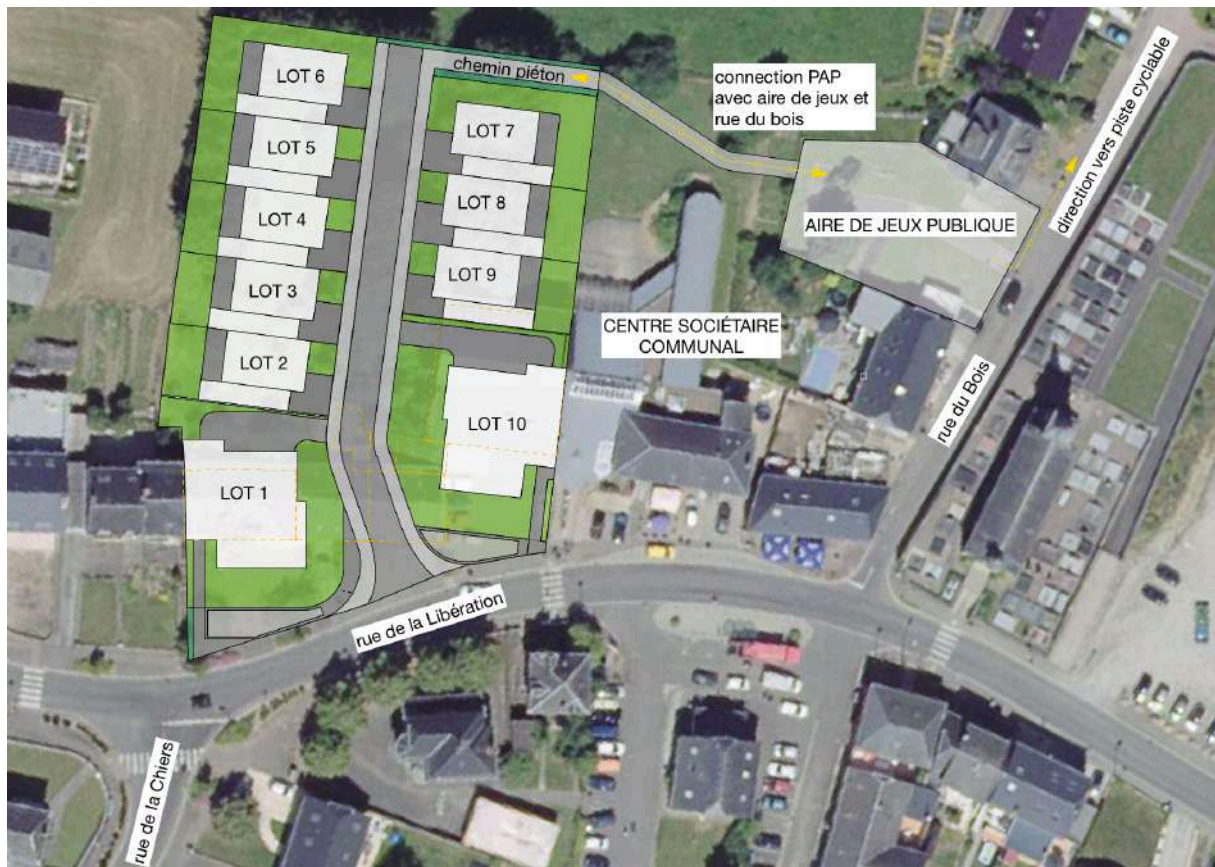 LOT 6
chemin piéton
connection PAP
avec aire de jeux et
rue du bois
LOT 7
LOT 5
direction vers piste cyclable
LOT 8
LOT 4
AIRE DE JEUX PUBLIQUE
LOT 9
LOT 3
CENTRE SOCIÉTAIRE
COMMUNAL
LOT 2
rue du Bois
LOT 10
LOT 1
rue de la Libération
rue de la Chiers